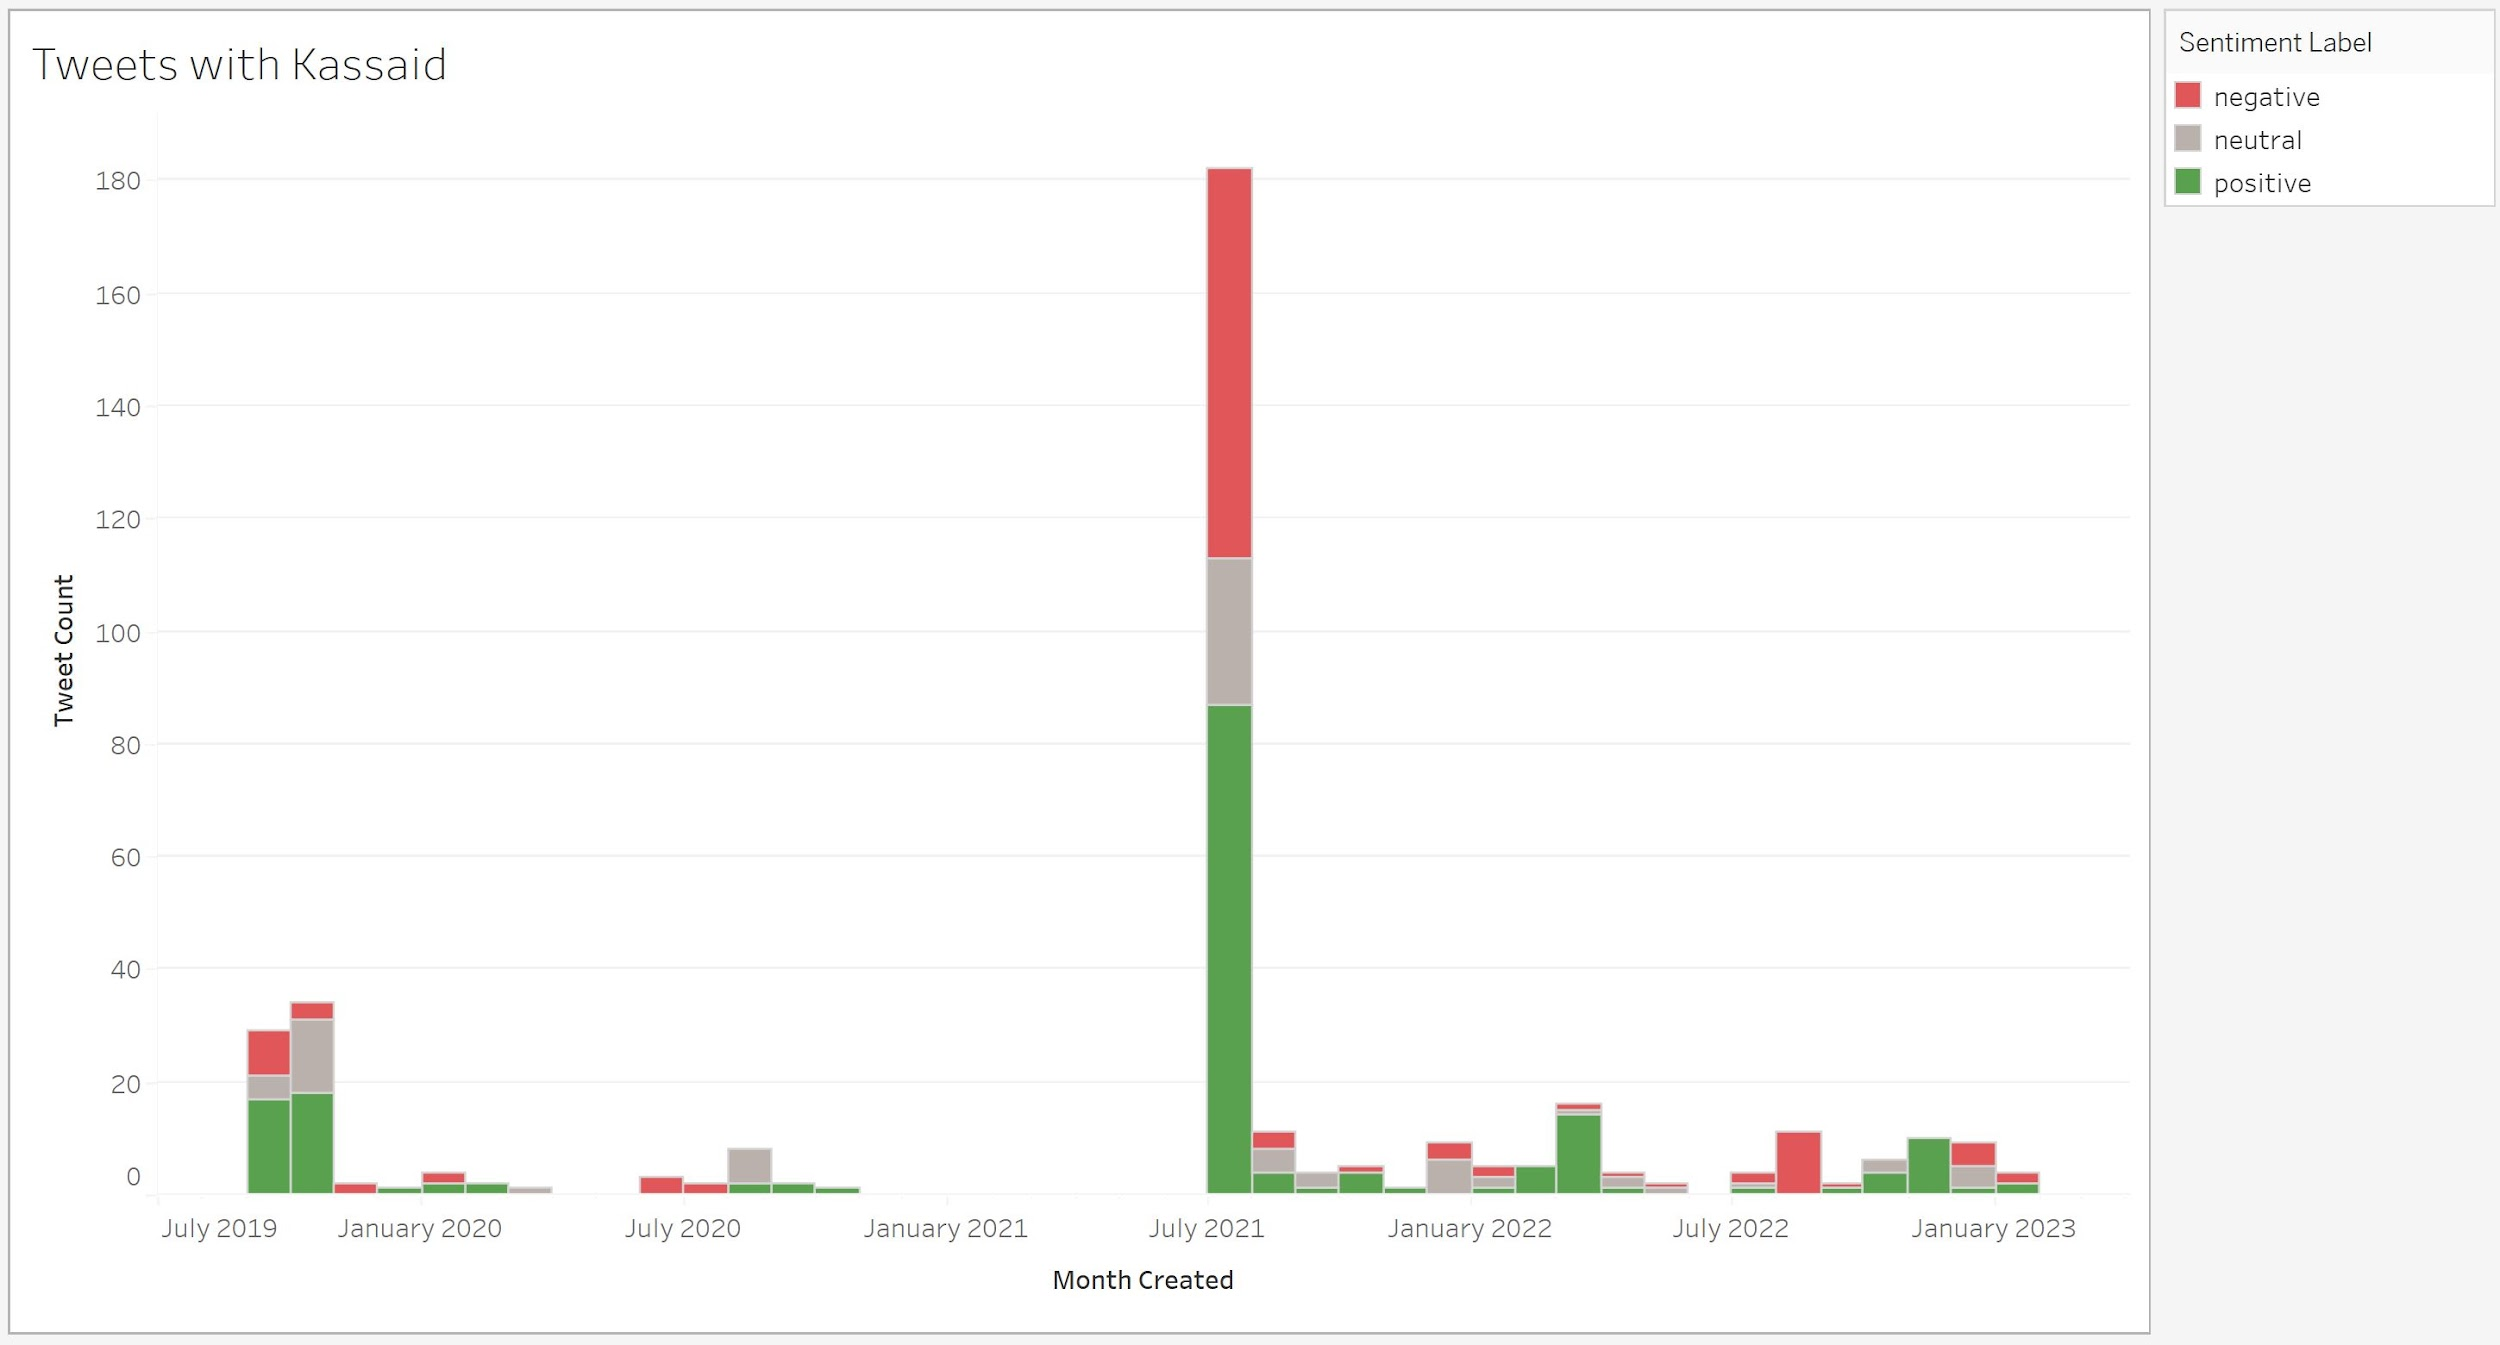 Tweets with Kassaid
Sentiment Label
negative
neutral
positive
180
160
140
120
100
80
60
40
20
0
Tweet Count
July 2019 January 2020 July 2020 January 2021 July 2021 January 2022 July 2022 January 2023
Month Created